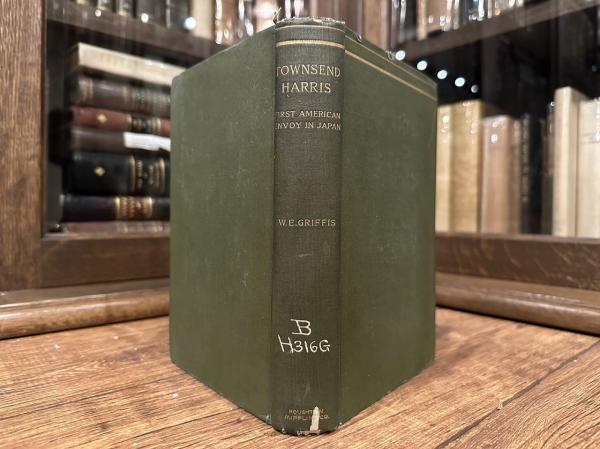 TOWNSEND
HARRIS
FIRST AMERICAN
ENVOY IN JAPAN
W.E.GRIFFIS
B
H316G
HOUGHTON
MIFFLIN & CO.